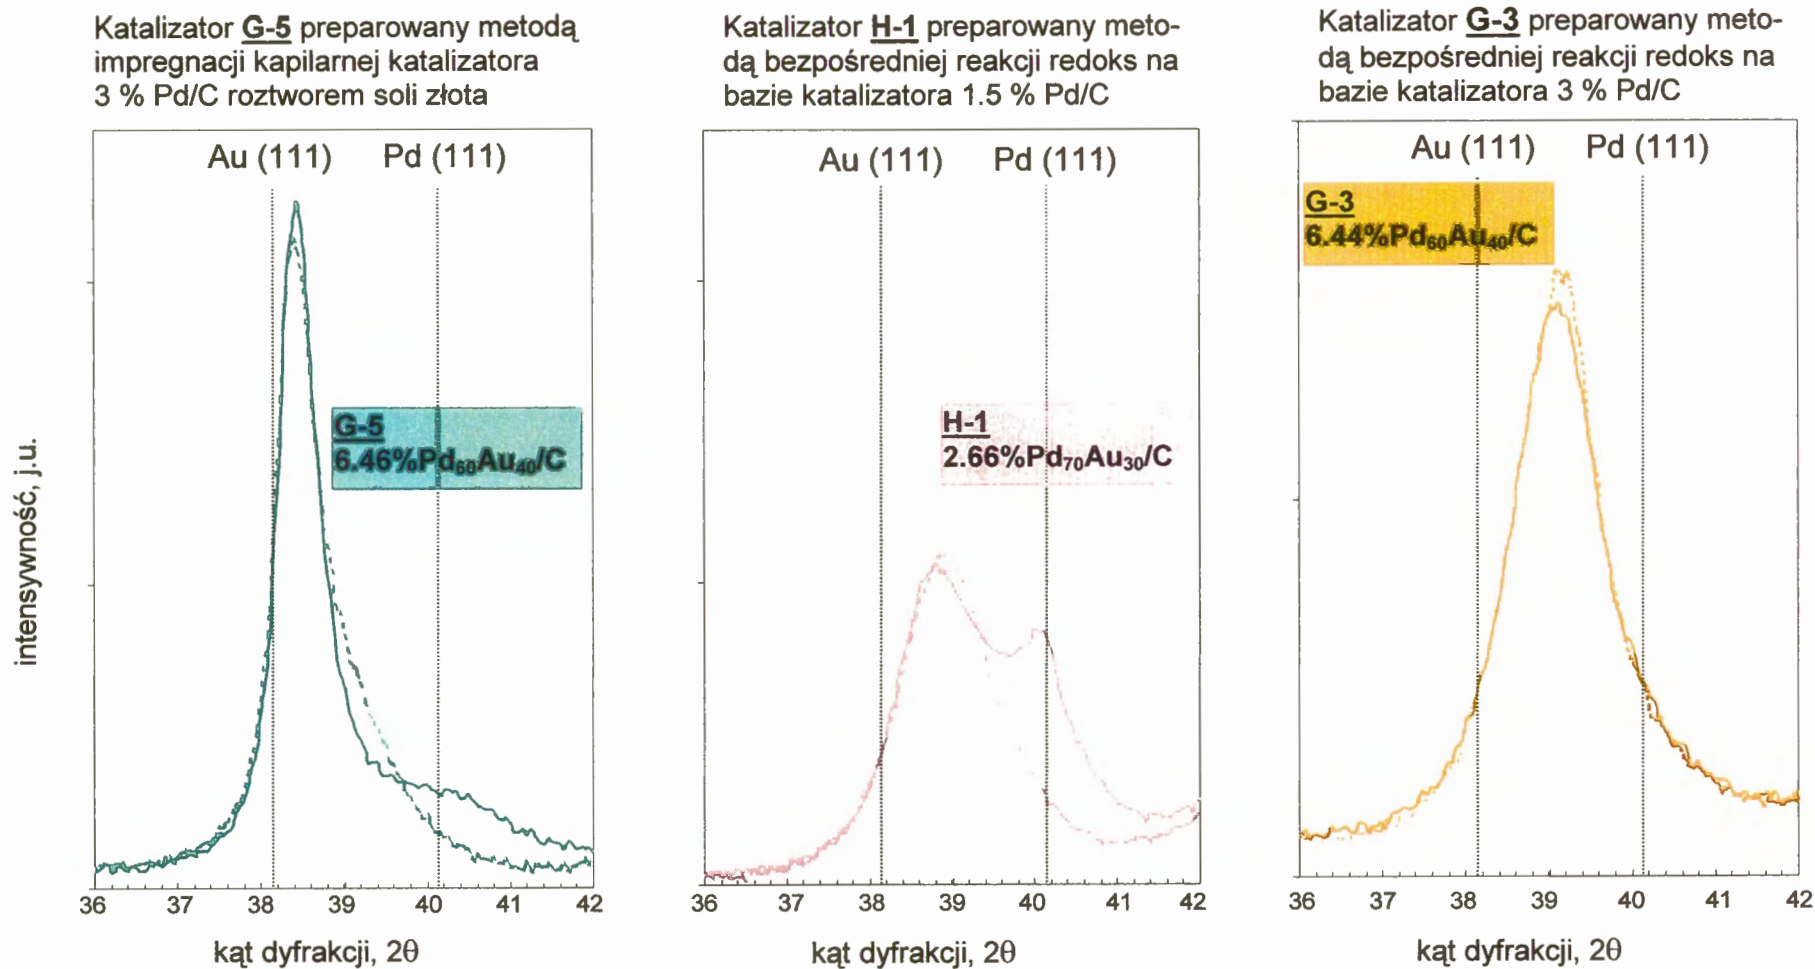 Katalizator G-5 preparowany metodą
impregnacji kapilarnej katalizatora
3 % Pd/C roztworem soli złota
Katalizator H-1 preparowany meto-
dą bezpośredniej reakcji redoks na
bazie katalizatora 1.5 % Pd/C
Katalizator G-3 preparowany meto-
dą bezpośredniej reakcji redoks na
bazie katalizatora 3 % Pd/C
intensywność, j.u.
Au (111) Pd (111)
G-5
6.46%Pd₆₀Au₄₀/C
36 37 38 39 40 41 42
kąt dyfrakcji, 2θ
Au (111) Pd (111)
H-1
2.66%Pd₇₀Au₃₀/C
36 37 38 39 40 41 42
kąt dyfrakcji, 2θ
Au (111) Pd (111)
G-3
6.44%Pd₆₀Au₄₀/C
36 37 38 39 40 41 42
kąt dyfrakcji, 2θ